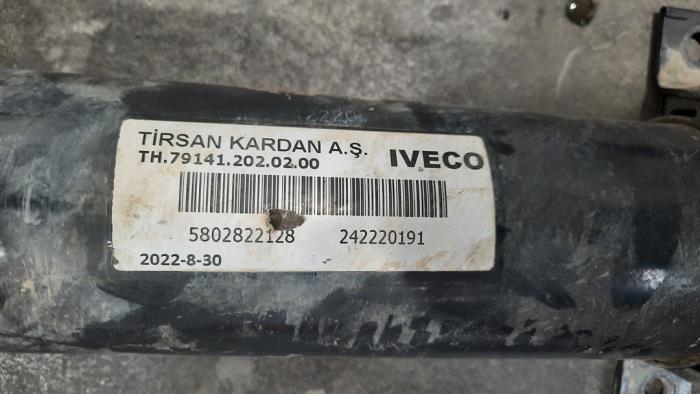 TİRSAN KARDAN A.Ş.
TH.79141.202.02.00
IVECO
5802822128 242220191
2022-8-30